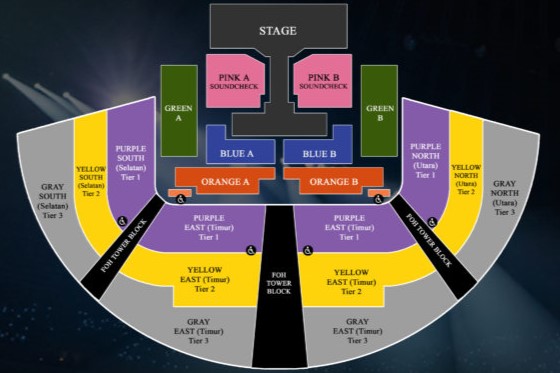 STAGE
PINK A
SOUNDCHECK
PINK B
SOUNDCHECK
GREEN
A
GREEN
B
BLUE A
BLUE B
ORANGE A
ORANGE B
PURPLE
SOUTH
(Selatan)
Tier 1
YELLOW
SOUTH
(Selatan)
Tier 2
GRAY
SOUTH
(Selatan)
Tier 3
PURPLE
NORTH
(Utara)
Tier 1
YELLOW
NORTH
(Utara)
Tier 2
GRAY
NORTH
(Utara)
Tier 3
FOH TOWER BLOCK
FOH TOWER BLOCK
PURPLE
EAST (Timur)
Tier 1
PURPLE
EAST (Timur)
Tier 1
YELLOW
EAST (Timur)
Tier 2
FOH
TOWER
BLOCK
YELLOW
EAST (Timur)
Tier 2
GRAY
EAST (Timur)
Tier 3
GRAY
EAST (Timur)
Tier 3